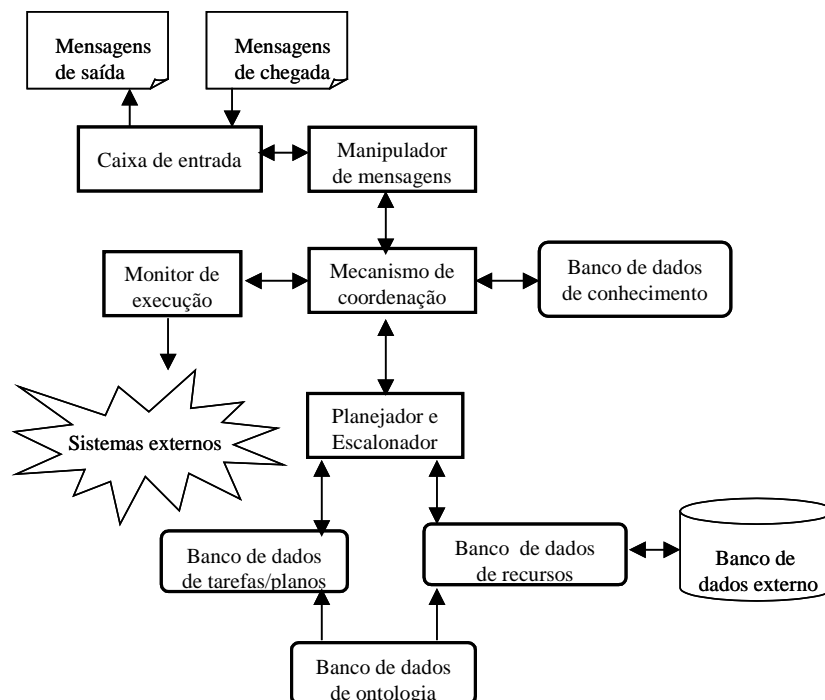 Mensagens
de saída
Mensagens
de chegada
Caixa de entrada
Manipulador
de mensagens
Monitor de
execução
Mecanismo de
coordenação
Banco de dados
de conhecimento
Sistemas externos
Planejador e
Escalonador
Banco de dados
de tarefas/planos
Banco de dados
de recursos
Banco de
dados externo
Banco de dados
de ontologia